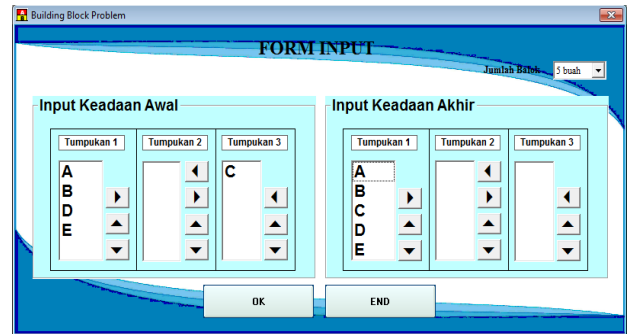 Building Block Problem
FORM INPUT
Jumlah Balok 5 buah
Input Keadaan Awal
Tumpukan 1 Tumpukan 2 Tumpukan 3
A C
B
D
E
Input Keadaan Akhir
Tumpukan 1 Tumpukan 2 Tumpukan 3
A
B
C
D
E
OK END